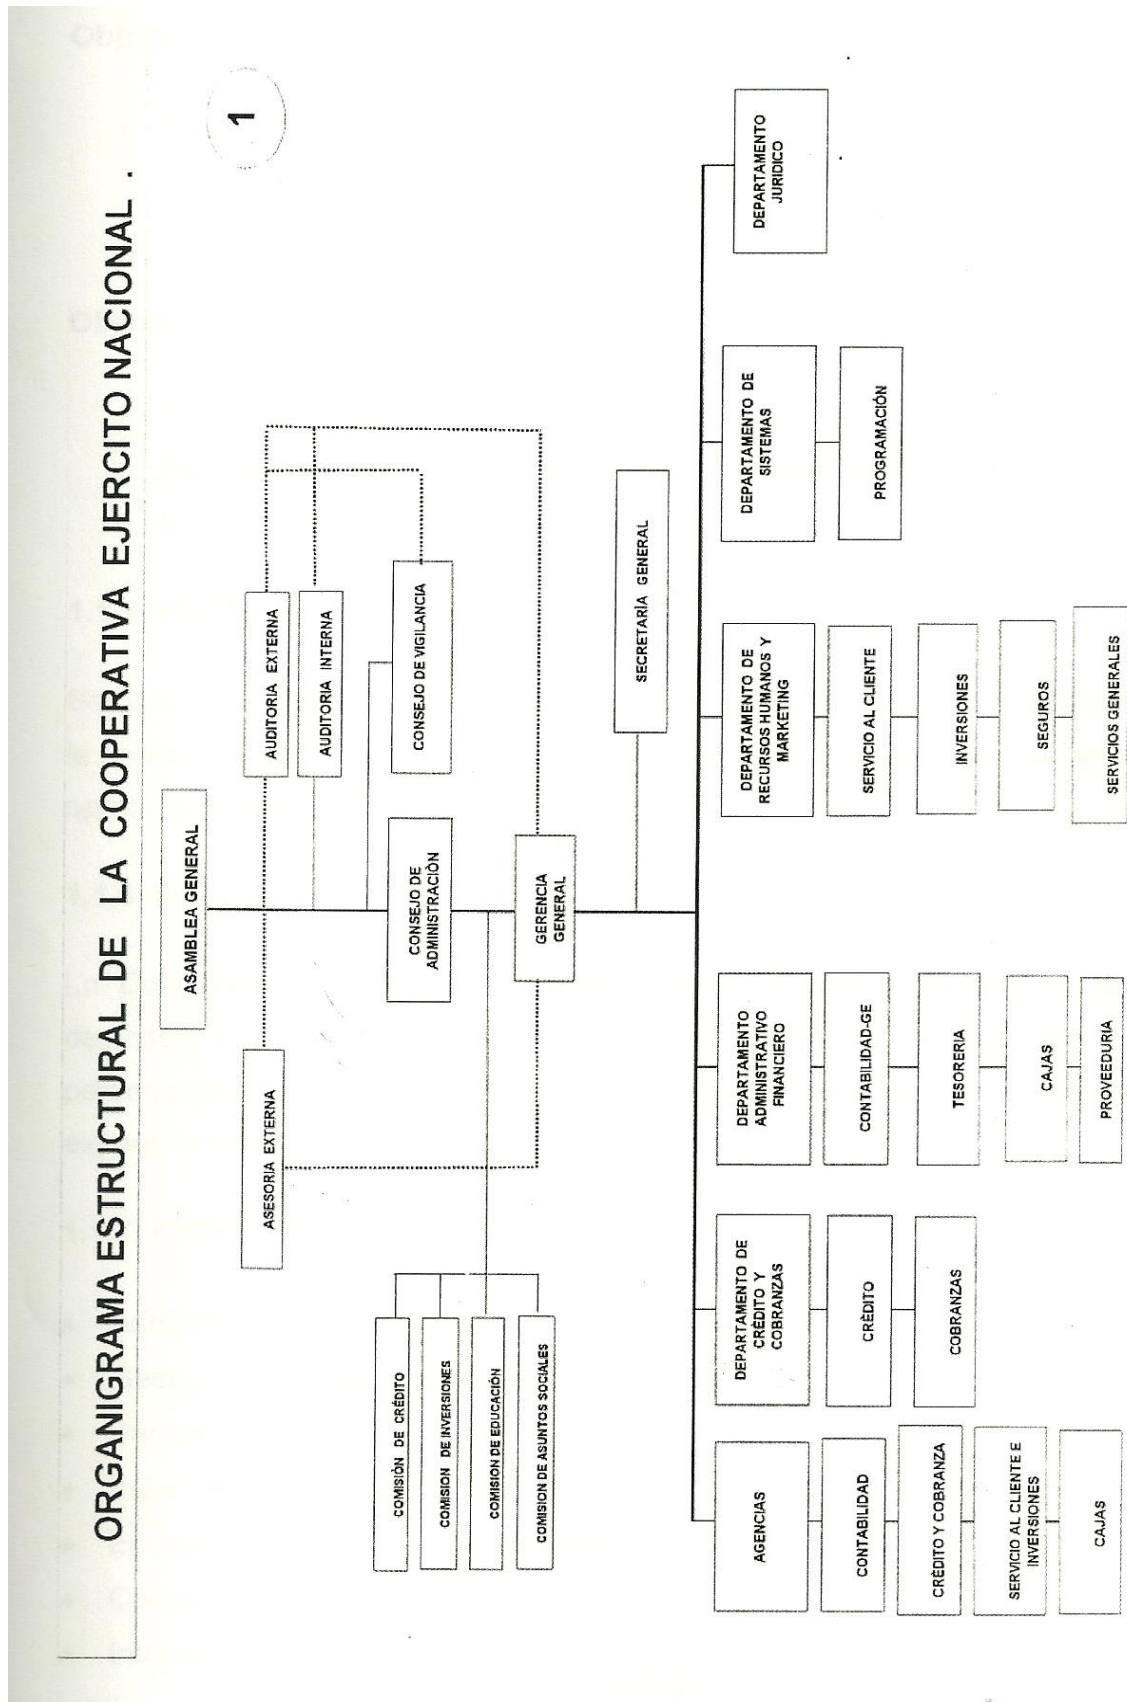 ORGANIGRAMA ESTRUCTURAL DE LA COOPERATIVA EJERCITO NACIONAL .
1
ASAMBLEA GENERAL
ASESORIA EXTERNA
AUDITORIA EXTERNA
AUDITORIA INTERNA
CONSEJO DE VIGILANCIA
CONSEJO DE
ADMINISTRACIÓN
COMISIÓN DE CRÉDITO
COMISION DE INVERSIONES
COMISION DE EDUCACIÓN
COMISION DE ASUNTOS SOCIALES
GERENCIA
GENERAL
SECRETARÍA GENERAL
AGENCIAS
CONTABILIDAD
CRÈDITO Y COBRANZA
SERVICIO AL CLIENTE E
INVERSIONES
CAJAS
DEPARTAMENTO DE
CRÈDITO Y
COBRANZAS
CRÈDITO
COBRANZAS
DEPARTAMENTO
ADMINISTRATIVO
FINANCIERO
CONTABILIDAD-GE
TESORERIA
CAJAS
PROVEEDURIA
DEPARTAMENTO DE
RECURSOS HUMANOS Y
MARKETING
SERVICIO AL CLIENTE
INVERSIONES
SEGUROS
SERVICIOS GENERALES
DEPARTAMENTO DE
SISTEMAS
PROGRAMACIÓN
DEPARTAMENTO
JURIDICO